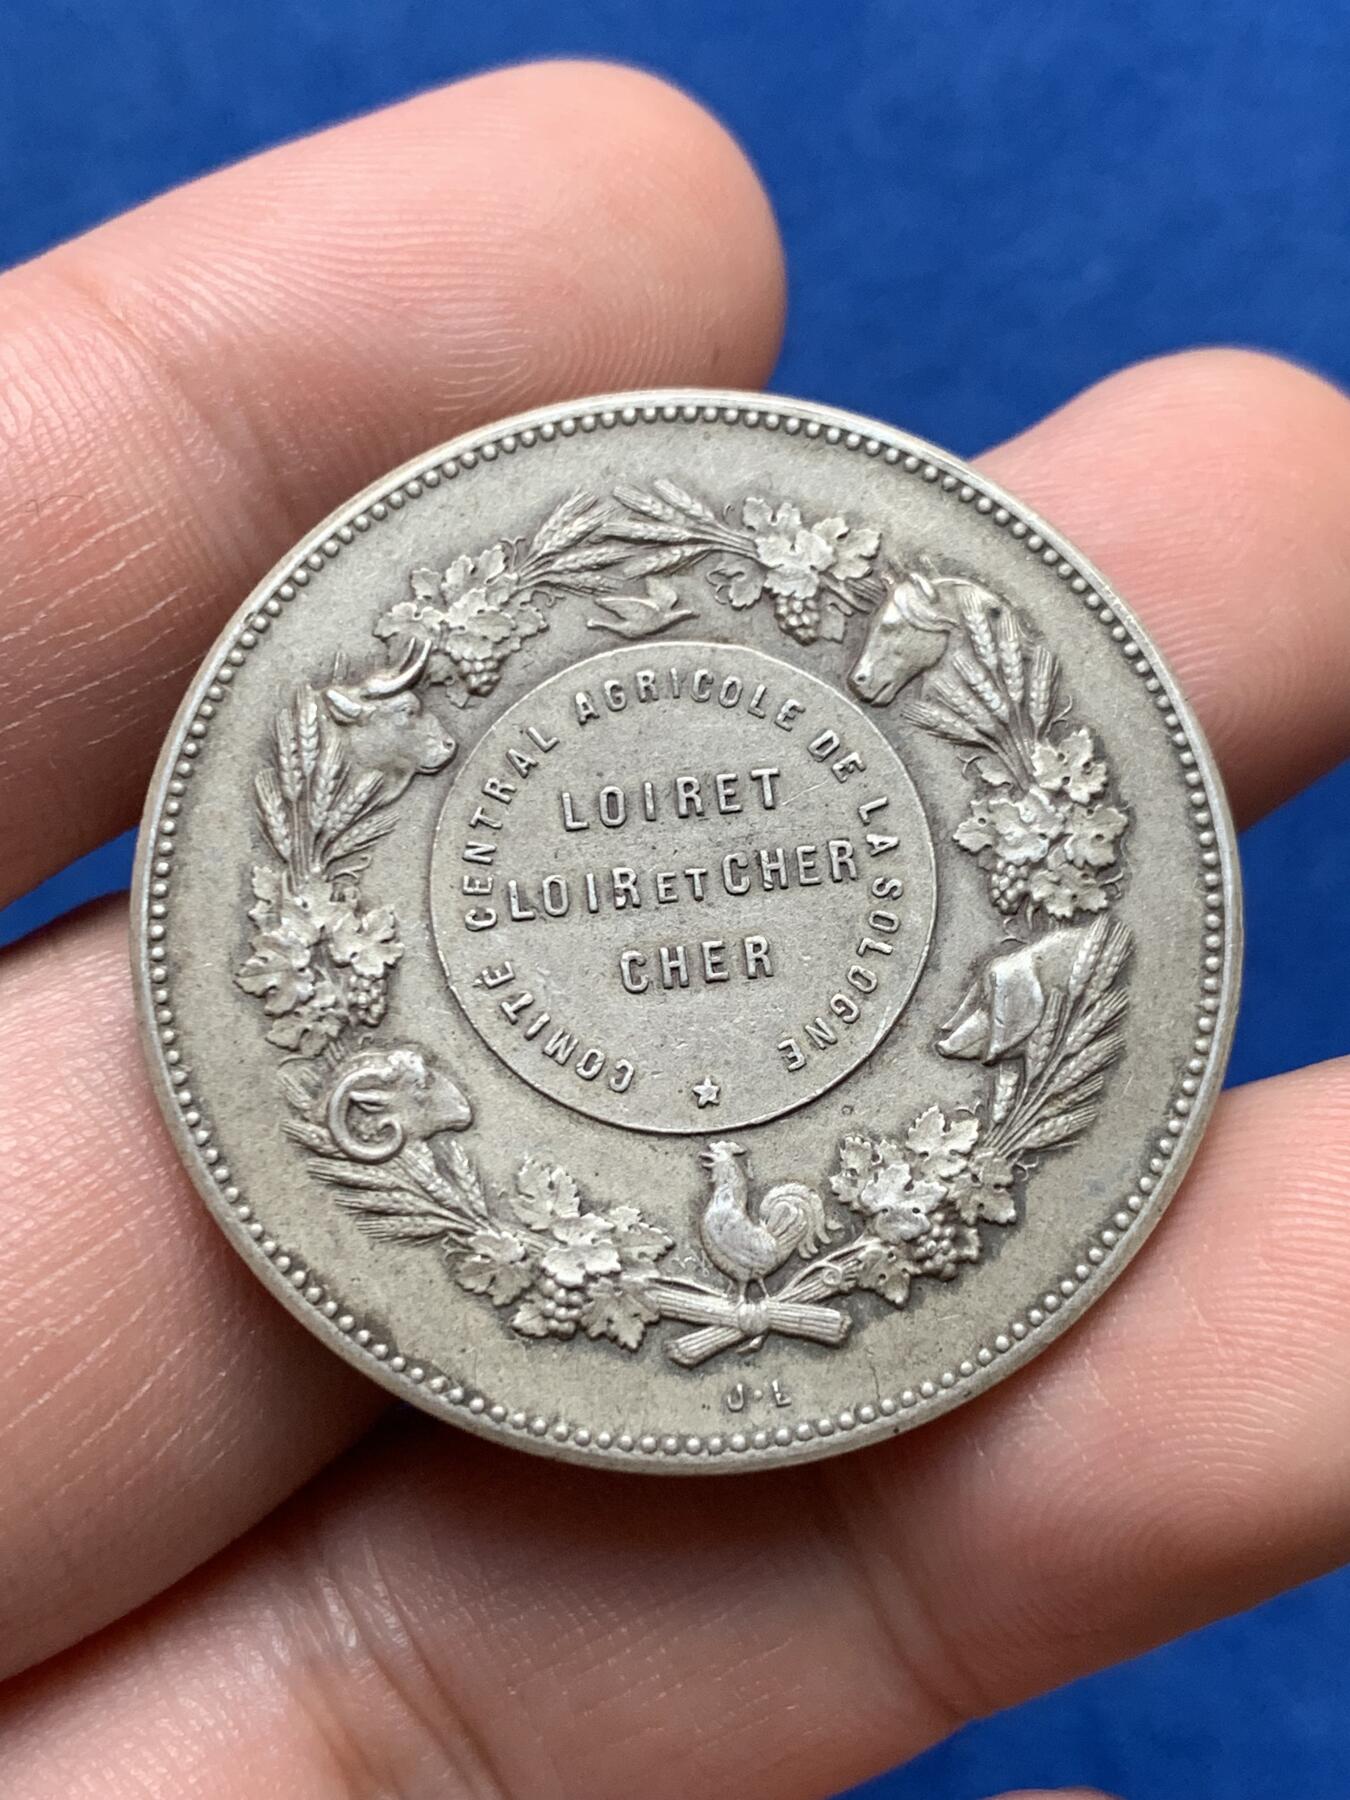 COMITÉ CENTRAL AGRICOLE DE LA SOLOGNE
LOIRET
LOIR ET CHER
CHER
J·L